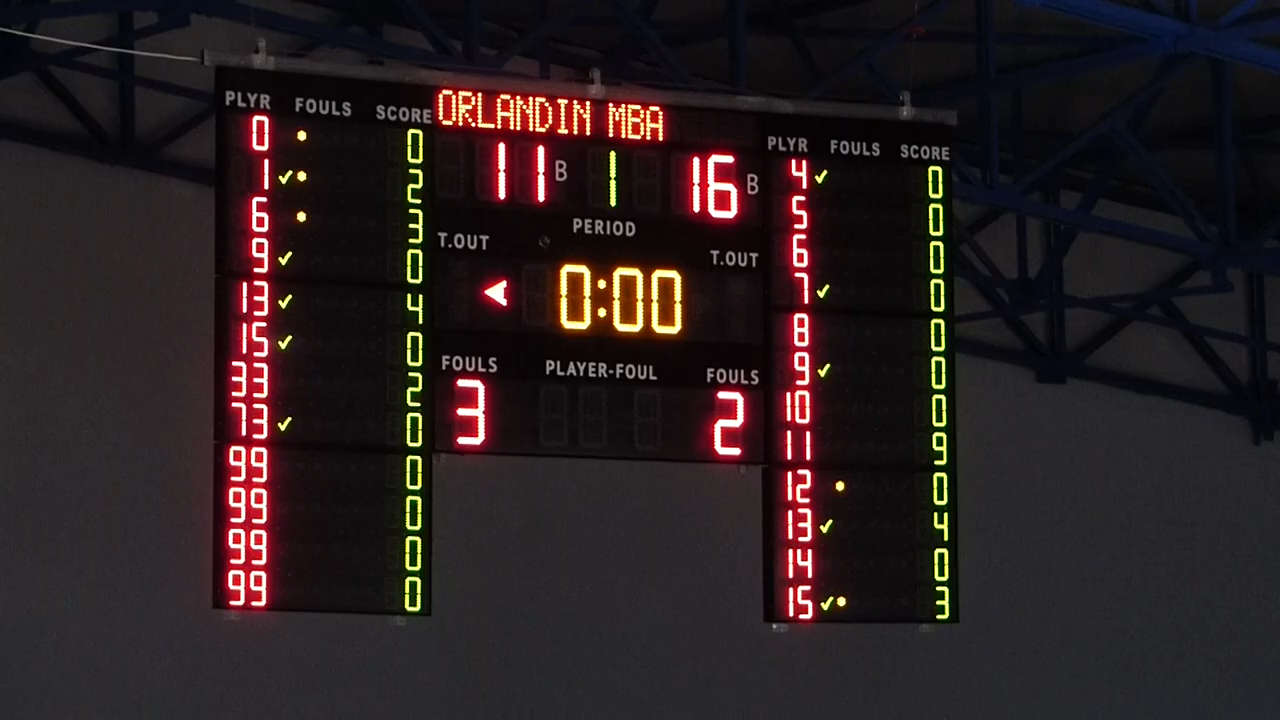 PLYR FOULS SCORE
0 0
1 ✓ 2
6 3
9 ✓ 0
13 ✓ 4
15 ✓ 0
33 2
73 ✓ 0
99 0
99 0
99 0
99 0
ORLANDIN MBA
11 B 1 16 B
PERIOD
T.OUT T.OUT
0:00
FOULS PLAYER-FOUL FOULS
3 2
PLYR FOULS SCORE
4 ✓ 0
5 0
6 0
7 ✓ 0
8 0
9 ✓ 0
10 0
11 9
12 0
13 ✓ 4
14 0
15 ✓ 3